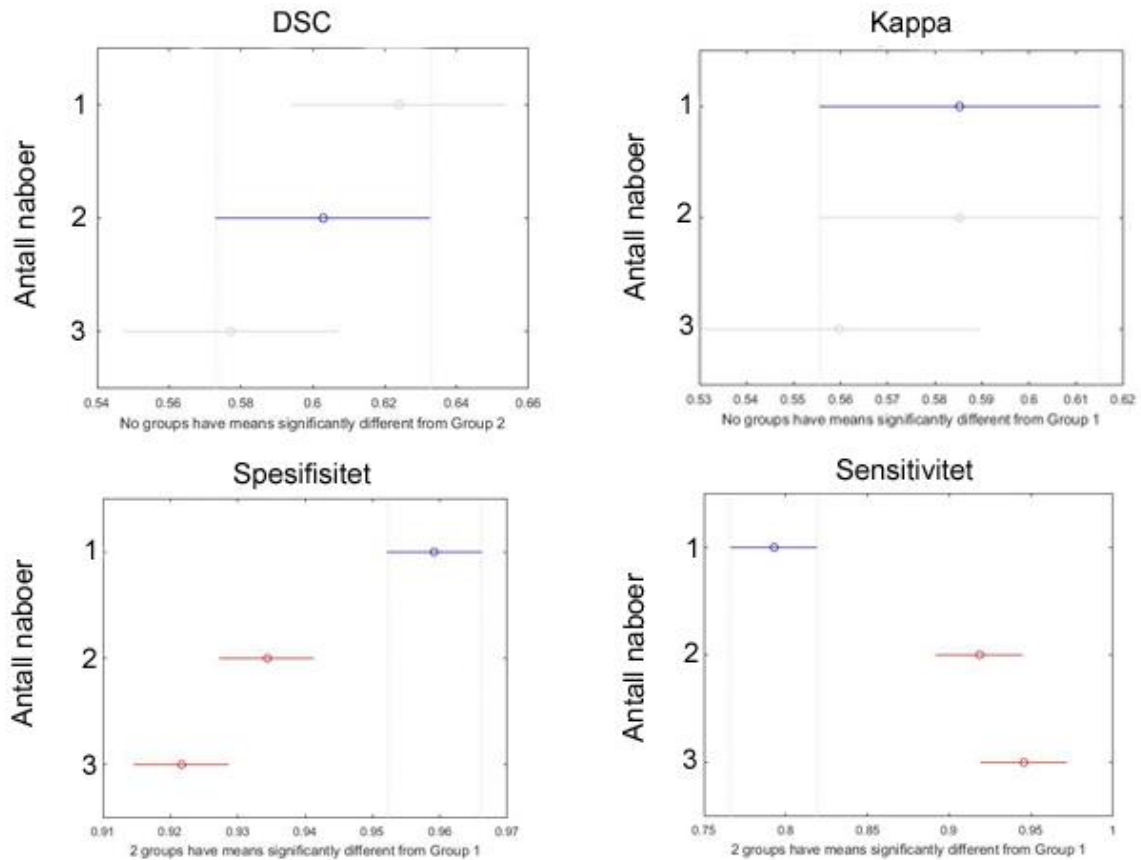 DSC
Antall naboer
1
2
3
0.54 0.56 0.58 0.6 0.62 0.64 0.66
No groups have means significantly different from Group 2
Kappa
Antall naboer
1
2
3
0.53 0.54 0.55 0.56 0.57 0.58 0.59 0.6 0.61 0.62
No groups have means significantly different from Group 1
Spesifisitet
Antall naboer
1
2
3
0.91 0.92 0.93 0.94 0.95 0.96 0.97
2 groups have means significantly different from Group 1
Sensitivitet
Antall naboer
1
2
3
0.75 0.8 0.85 0.9 0.95 1
2 groups have means significantly different from Group 1